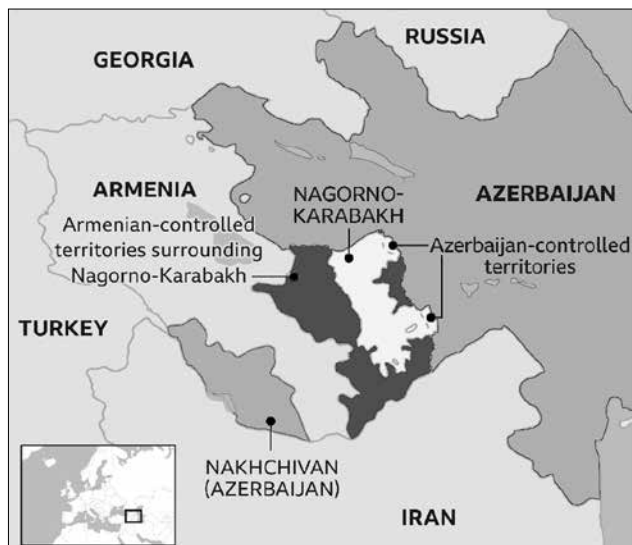 RUSSIA
GEORGIA
ARMENIA
NAGORNO-
KARABAKH
AZERBAIJAN
Armenian-controlled
territories surrounding
Nagorno-Karabakh
Azerbaijan-controlled
territories
TURKEY
NAKHCHIVAN
(AZERBAIJAN)
IRAN